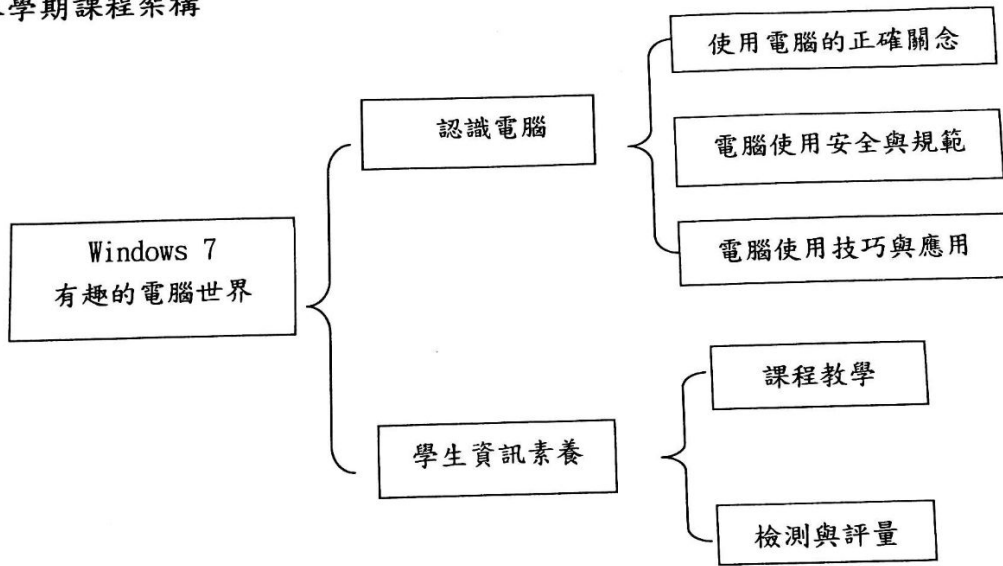 學期課程架構
使用電腦的正確關念
認識電腦
電腦使用安全與規範
Windows 7
有趣的電腦世界
電腦使用技巧與應用
課程教學
學生資訊素養
檢測與評量